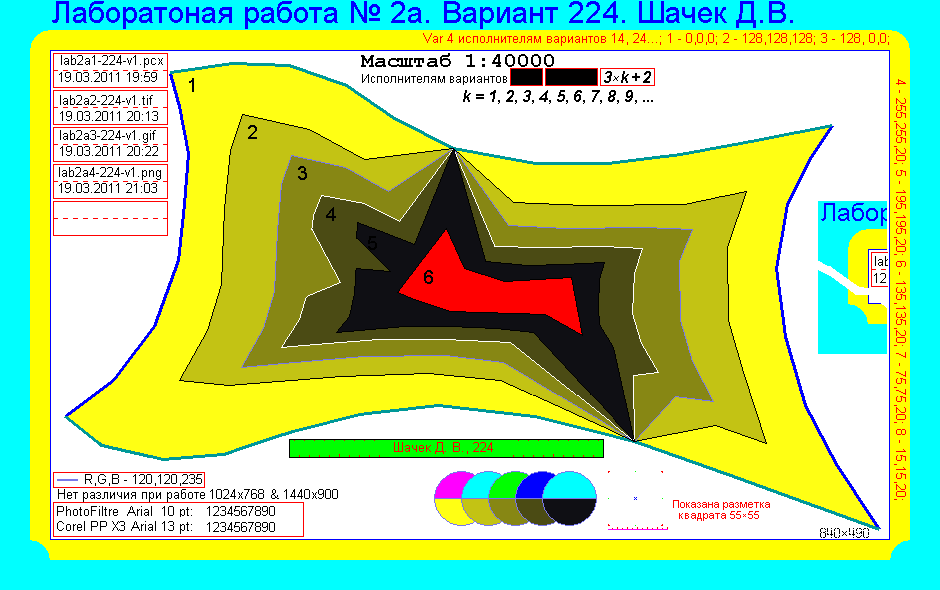 Лаборатоная работа № 2а. Вариант 224. Шачек Д.В.
Var 4 исполнителям вариантов 14, 24...; 1 - 0,0,0; 2 - 128,128,128; 3 - 128, 0,0;
4 - 255,255,20; 5 - 195,195,20; 6 - 135,135,20; 7 - 75,75,20; 8 - 15,15,20;
lab2a1-224-v1.pcx
19.03.2011 19:59
lab2a2-224-v1.tif
19.03.2011 20:13
lab2a3-224-v1.gif
19.03.2011 20:22
lab2a4-224-v1.png
19.03.2011 21:03
Масштаб 1:40000
Исполнителям вариантов
3×k+2
k = 1, 2, 3, 4, 5, 6, 7, 8, 9, ...
1
2
3
4
5
6
Лабор
lab
12
Шачек Д. В., 224
R,G,B - 120,120,235
Нет различия при работе 1024x768 & 1440x900
PhotoFiltre Arial 10 pt: 1234567890
Corel PP X3 Arial 13 pt: 1234567890
×
Показана разметка
квадрата 55×55
640×490